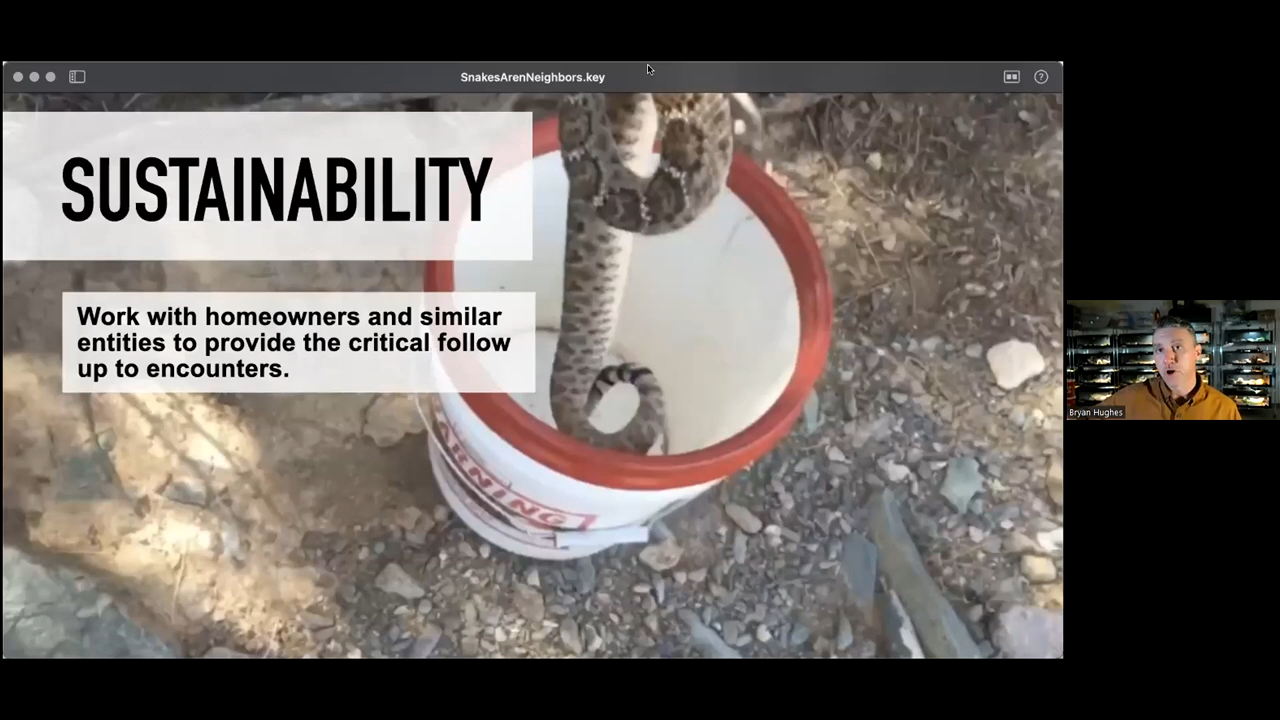 SnakesArenNeighbors.key
SUSTAINABILITY
Work with homeowners and similar
entities to provide the critical follow
up to encounters.
ARNING
Bryan Hughes